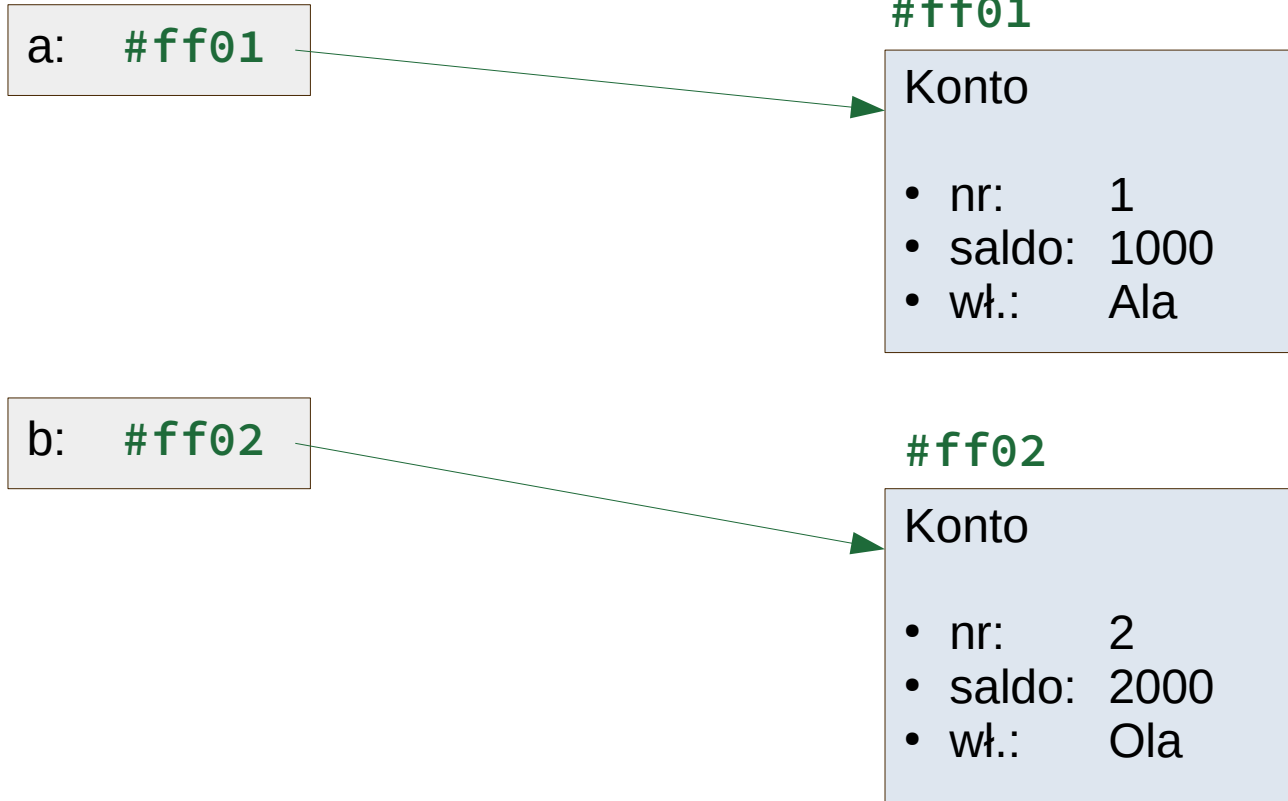 a: #ff01
#ff01
Konto
• nr: 1
• saldo: 1000
• wł.: Ala
b: #ff02
#ff02
Konto
• nr: 2
• saldo: 2000
• wł.: Ola